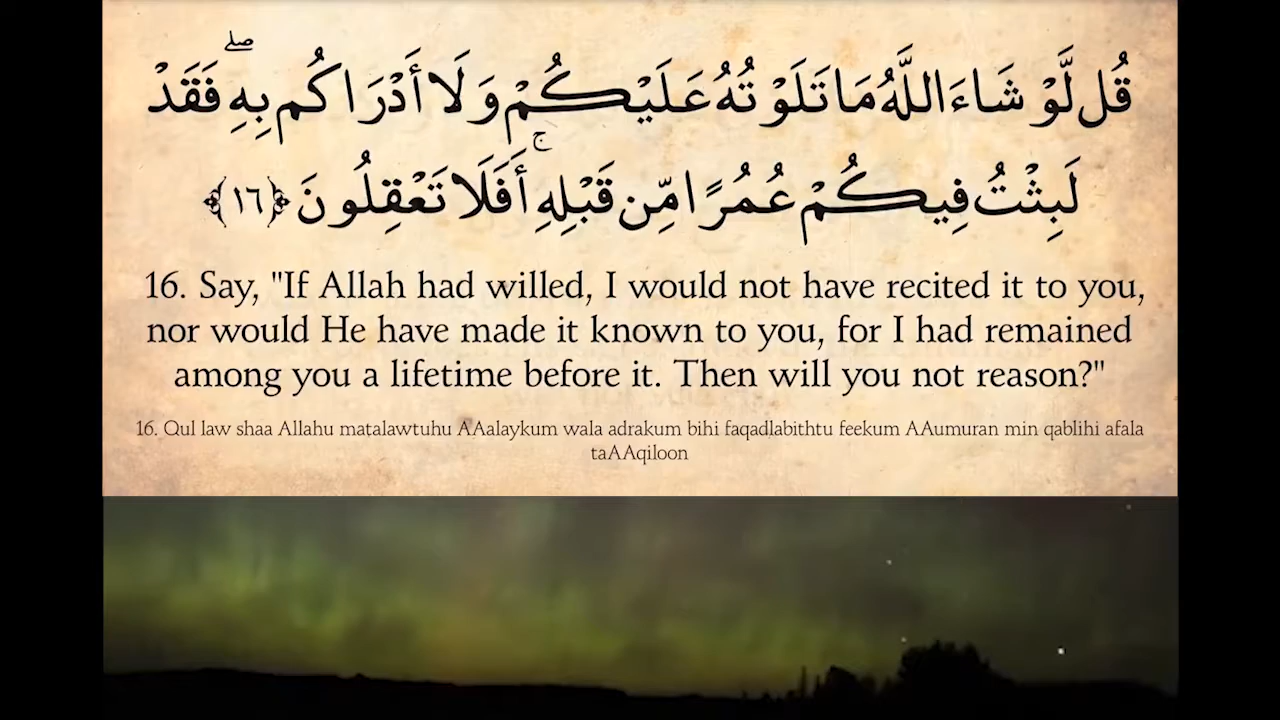 قُل لَّوْ شَاءَ اللَّهُ مَا تَلَوْتُهُ عَلَيْكُمْ وَلَا أَدْرَاكُم بِهِ ۖ فَقَدْ
لَبِثْتُ فِيكُمْ عُمُرًا مِّن قَبْلِهِ ۚ أَفَلَا تَعْقِلُونَ ﴿١٦﴾
16. Say, "If Allah had willed, I would not have recited it to you,
nor would He have made it known to you, for I had remained
among you a lifetime before it. Then will you not reason?"
16. Qul law shaa Allahu matalawtuhu AAalaykum wala adrakum bihi faqadlabithtu feekum AAumuran min qablihi afala
taAAqiloon